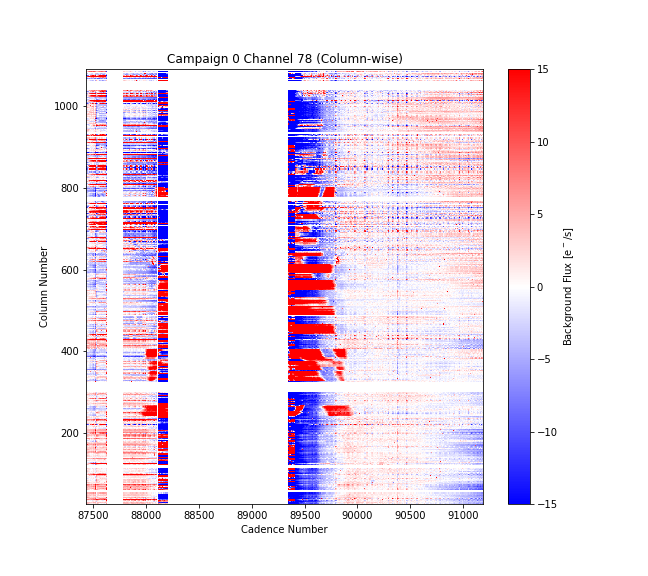 Campaign 0 Channel 78 (Column-wise)
1000
800
600
400
200
Column Number
87500 88000 88500 89000 89500 90000 90500 91000
Cadence Number
15
10
5
0
−5
−10
−15
Background Flux [e⁻/s]